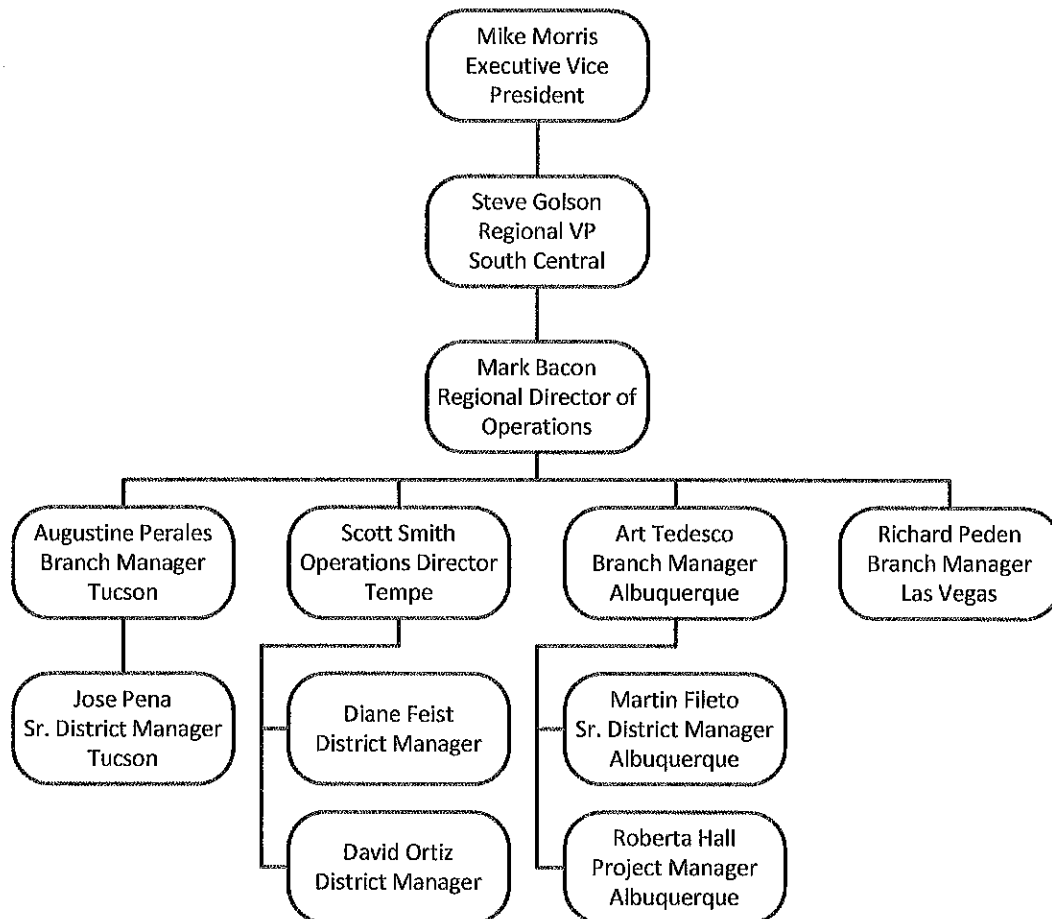 Mike Morris
Executive Vice
President
Steve Golson
Regional VP
South Central
Mark Bacon
Regional Director of
Operations
Augustine Perales
Branch Manager
Tucson
Scott Smith
Operations Director
Tempe
Art Tedesco
Branch Manager
Albuquerque
Richard Peden
Branch Manager
Las Vegas
Jose Pena
Sr. District Manager
Tucson
Diane Feist
District Manager
Martin Fileto
Sr. District Manager
Albuquerque
David Ortiz
District Manager
Roberta Hall
Project Manager
Albuquerque